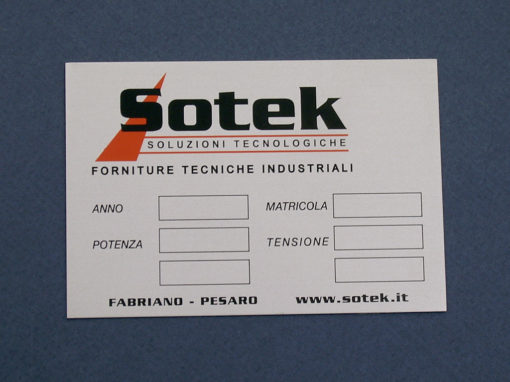 Sotek
SOLUZIONI TECNOLOGICHE
FORNITURE TECNICHE INDUSTRIALI
ANNO MATRICOLA
POTENZA TENSIONE
FABRIANO - PESARO www.sotek.it